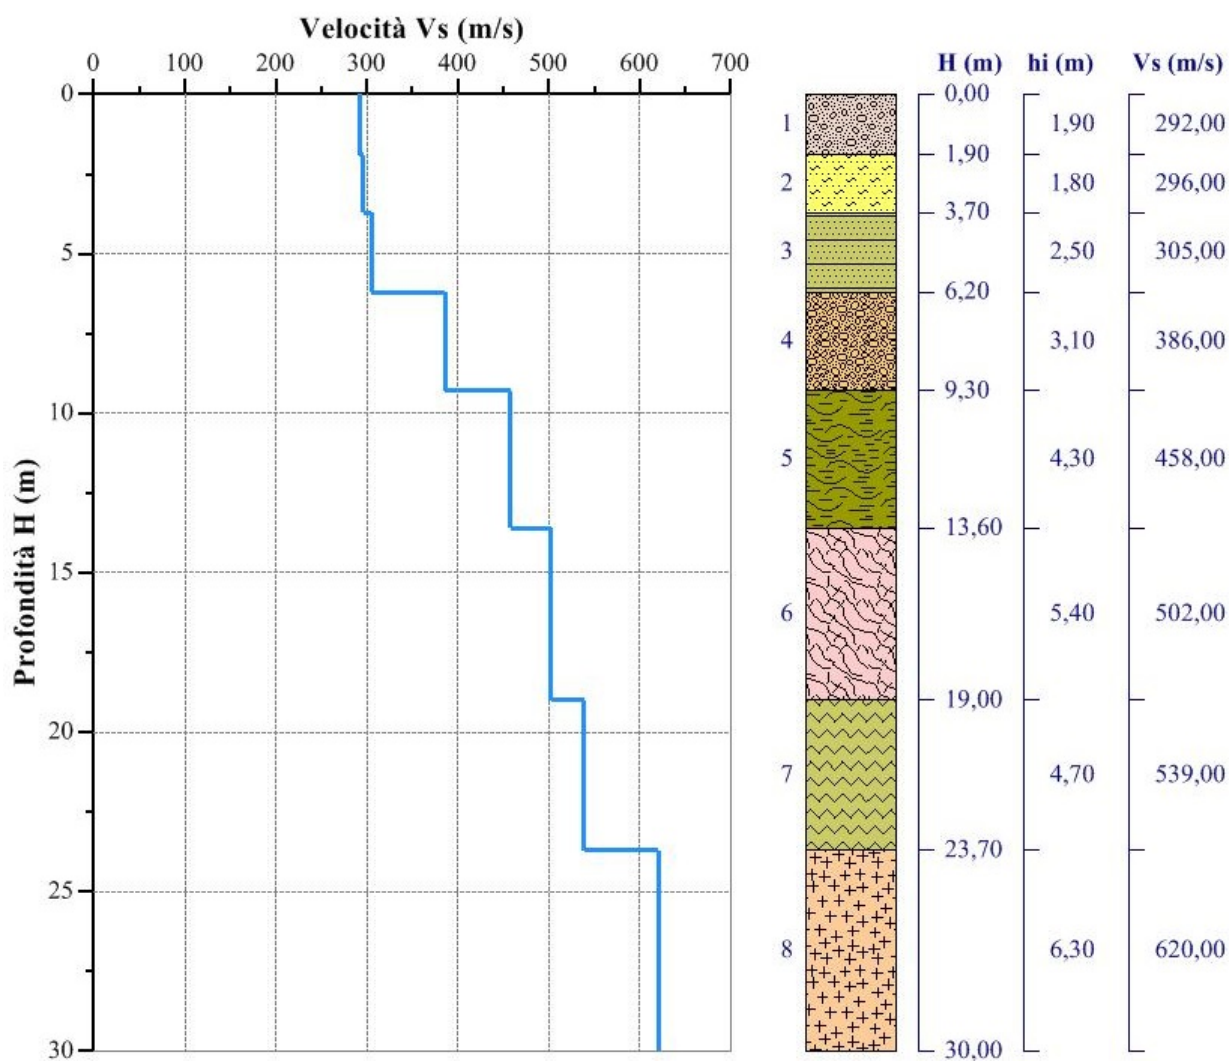 Velocità Vs (m/s)
0 100 200 300 400 500 600 700
H (m) hi (m) Vs (m/s)
0 0,00
1 1,90 292,00
1,90
2 1,80 296,00
3,70
5 3 2,50 305,00
6,20
4 3,10 386,00
9,30
10
5 4,30 458,00
13,60
15
6 5,40 502,00
19,00
20
7 4,70 539,00
23,70
25
8 6,30 620,00
30 30,00
Profondità H (m)